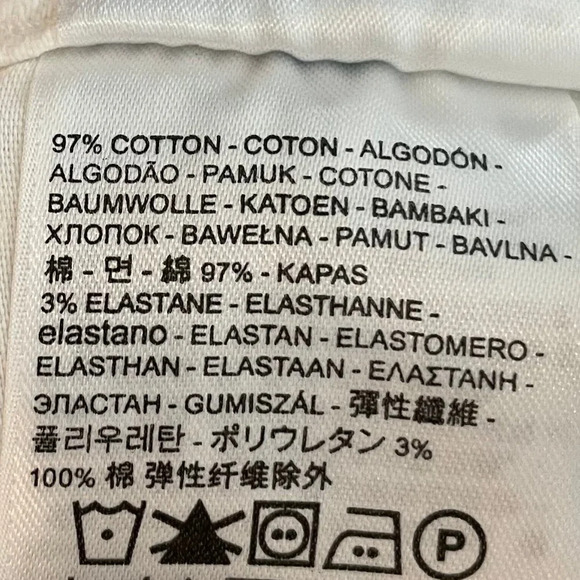 97% COTTON - COTON - ALGODÓN -
ALGODÃO - PAMUK - COTONE -
BAUMWOLLE - KATOEN - BAMBAKI -
ХЛОПОК - BAWEŁNA - PAMUT - BAVLNA -
棉 - 면 - 綿 97% - KAPAS
3% ELASTANE - ELASTHANNE -
elastano - ELASTAN - ELASTOMERO -
ELASTHAN - ELASTAAN - ΕΛΑΣΤΑΝΗ -
ЭЛАСТАН - GUMISZÁL - 彈性纖維 -
폴리우레탄 - ポリウレタン 3%
100% 棉 弹性纤维除外
P